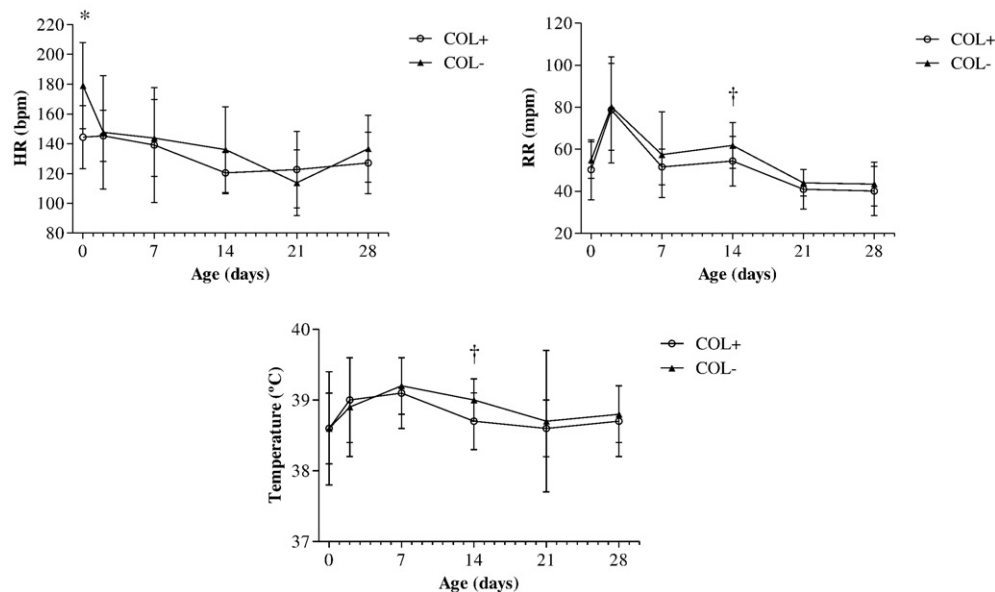 *
220
200
180
160
140
120
100
80
HR (bpm)
0 7 14 21 28
Age (days)
COL+
COL-
120
100
80
60
40
20
RR (mpm)
†
0 7 14 21 28
Age (days)
COL+
COL-
40
39
38
37
Temperature (ºC)
†
0 7 14 21 28
Age (days)
COL+
COL-